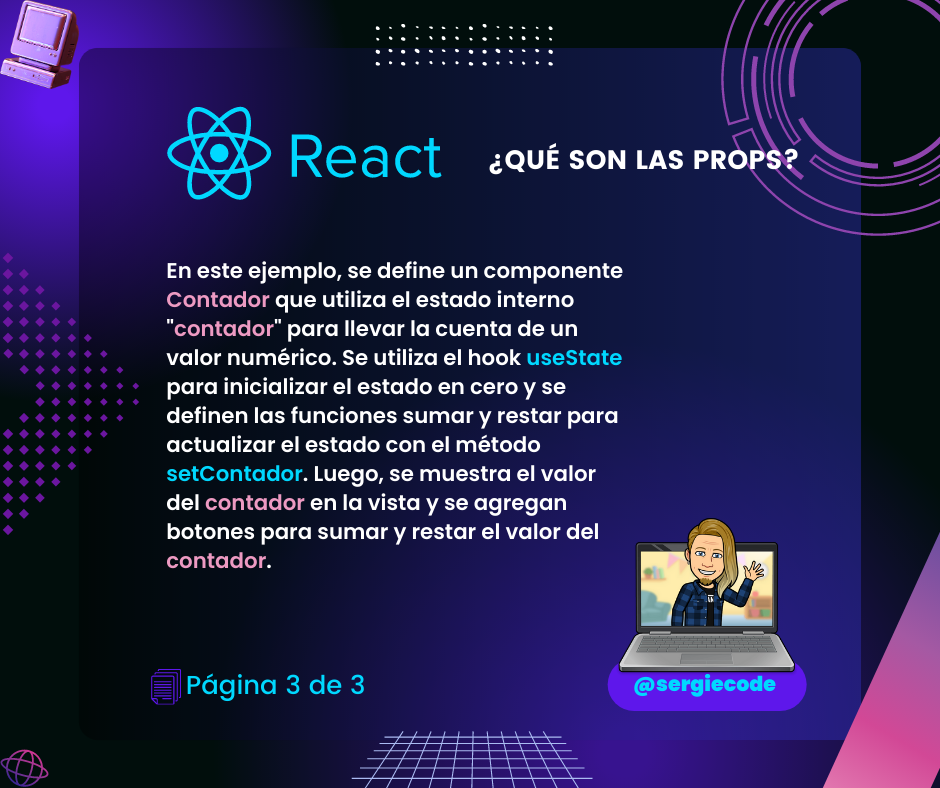 React
¿QUÉ SON LAS PROPS?
En este ejemplo, se define un componente
Contador que utiliza el estado interno
"contador" para llevar la cuenta de un
valor numérico. Se utiliza el hook useState
para inicializar el estado en cero y se
definen las funciones sumar y restar para
actualizar el estado con el método
setContador. Luego, se muestra el valor
del contador en la vista y se agregan
botones para sumar y restar el valor del
contador.
Página 3 de 3
@sergiecode